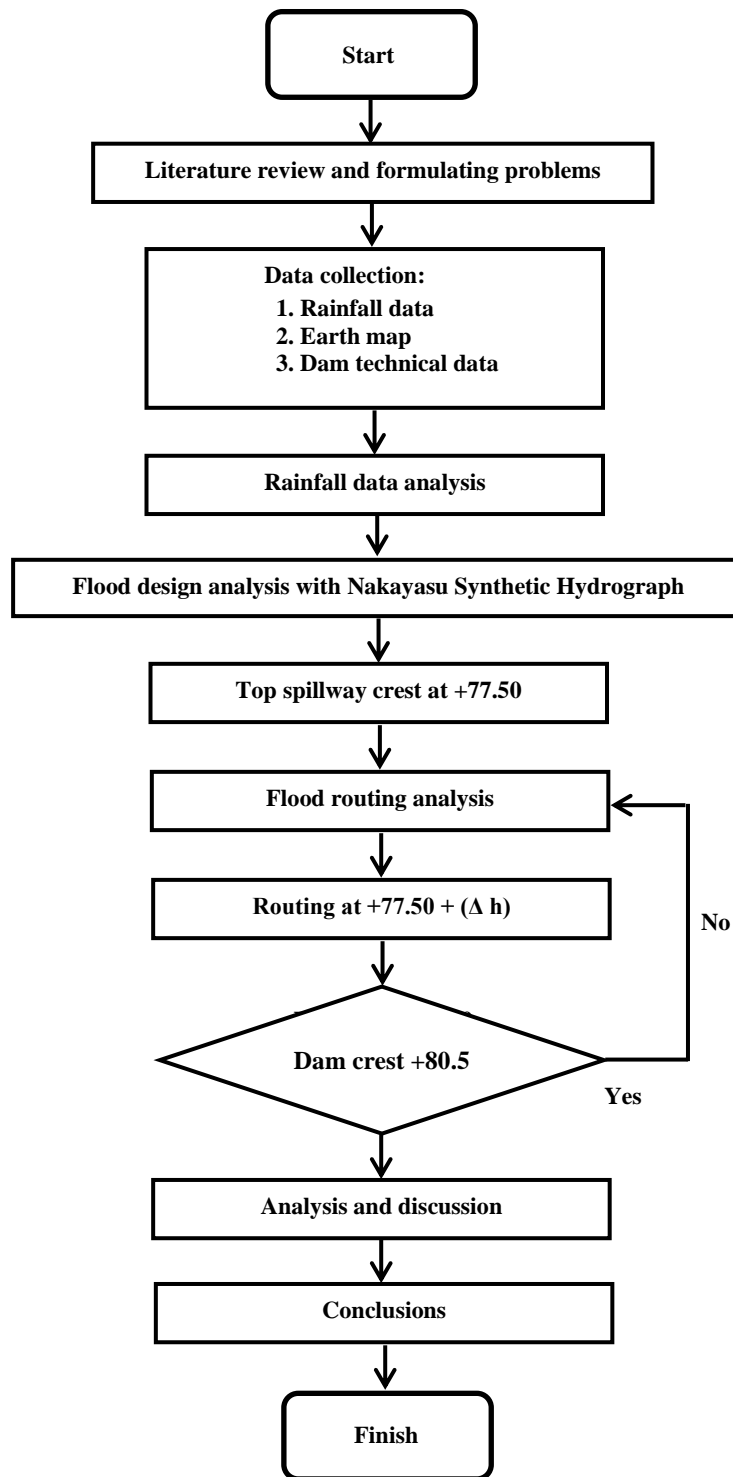 Start
Literature review and formulating problems
Data collection:
1. Rainfall data
2. Earth map
3. Dam technical data
Rainfall data analysis
Flood design analysis with Nakayasu Synthetic Hydrograph
Top spillway crest at +77.50
Flood routing analysis
Routing at +77.50 + (Δ h)
No
Dam crest +80.5
Yes
Analysis and discussion
Conclusions
Finish